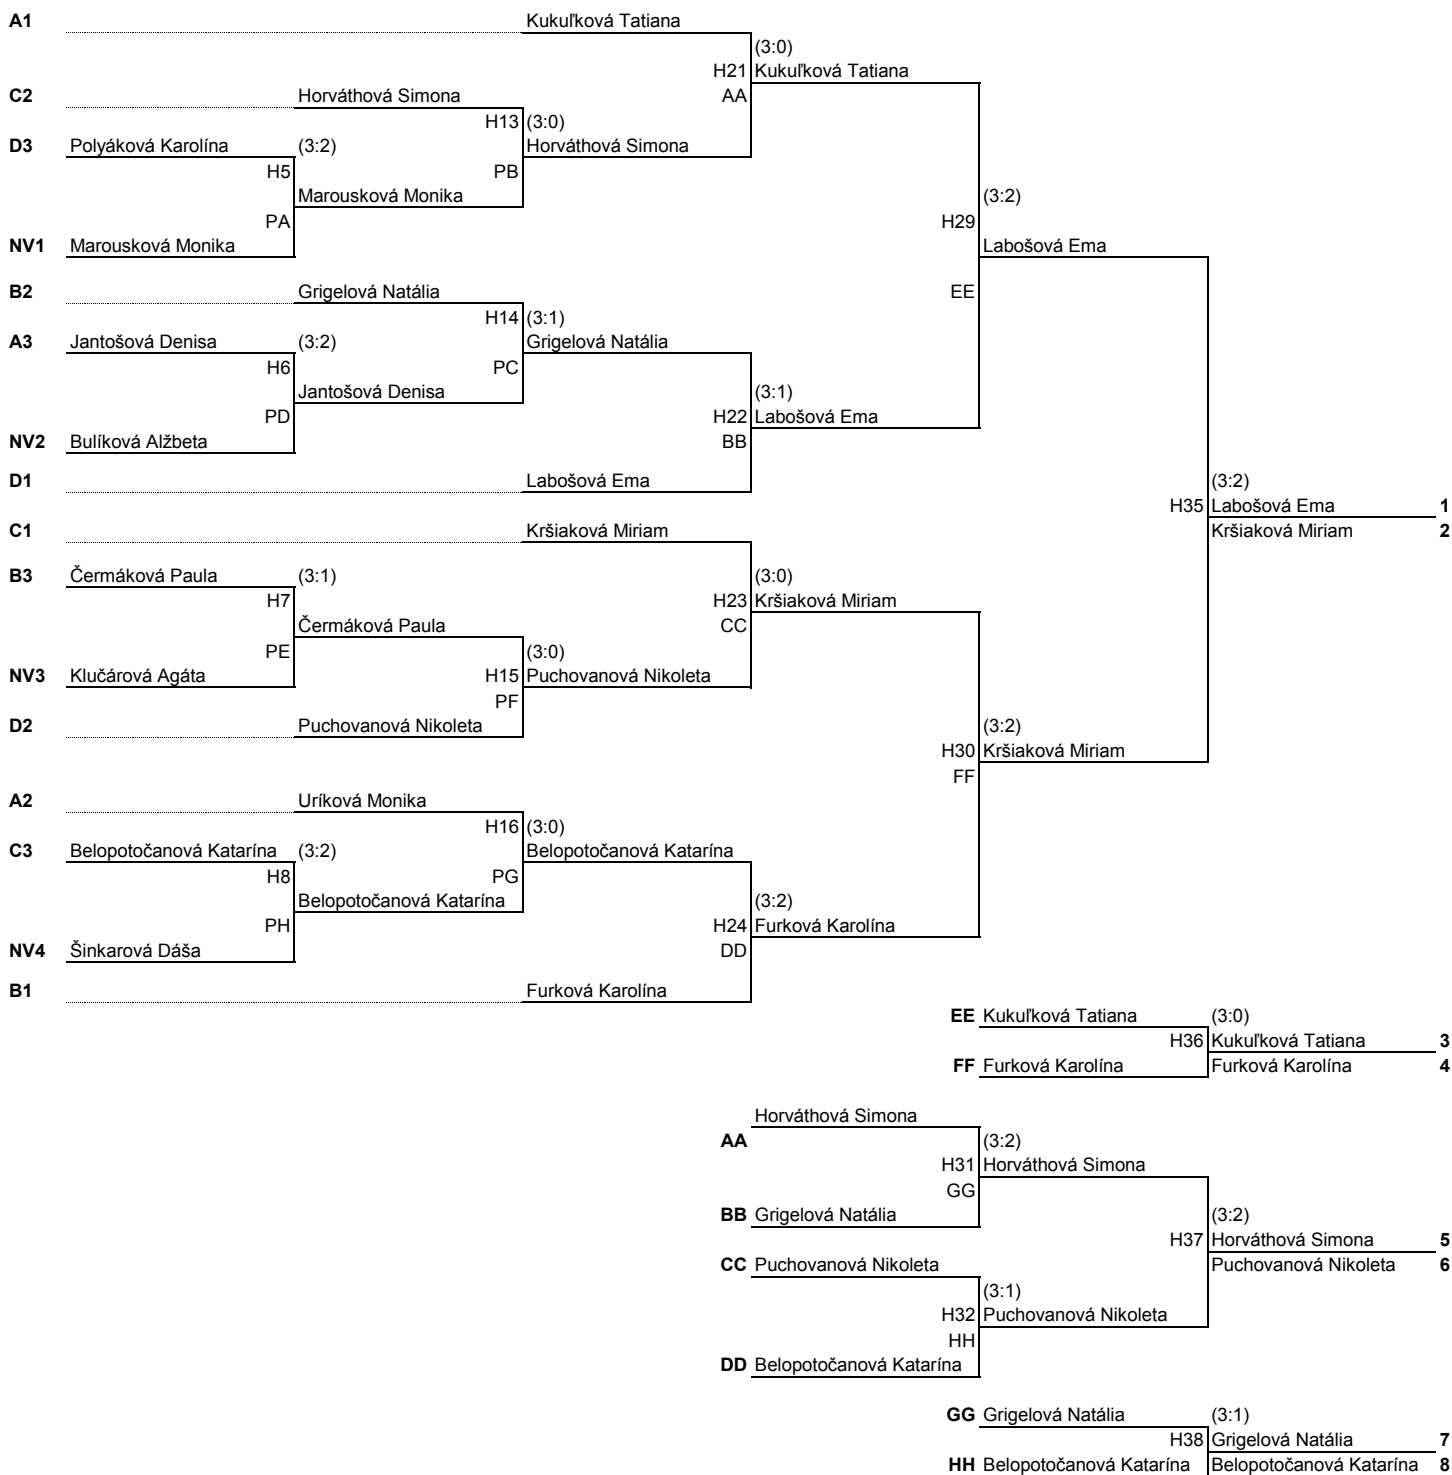 A1 Kukuľková Tatiana
(3:0)
H21 Kukuľková Tatiana
C2 Horváthová Simona AA
H13 (3:0)
D3 Polyáková Karolína (3:2) Horváthová Simona
H5 PB
Marousková Monika (3:2)
PA H29
NV1 Marousková Monika Labošová Ema
B2 Grigelová Natália EE
H14 (3:1)
A3 Jantošová Denisa (3:2) Grigelová Natália
H6 PC
Jantošová Denisa (3:1)
PD H22 Labošová Ema
NV2 Bulíková Alžbeta BB
D1 Labošová Ema (3:2)
H35 Labošová Ema 1
C1 Kršiaková Miriam Kršiaková Miriam 2
B3 Čermáková Paula (3:1) (3:0)
H7 H23 Kršiaková Miriam
Čermáková Paula CC
PE (3:0)
NV3 Klučárová Agáta H15 Puchovanová Nikoleta
PF
D2 Puchovanová Nikoleta (3:2)
H30 Kršiaková Miriam
FF
A2 Uríková Monika
H16 (3:0)
C3 Belopotočanová Katarína (3:2) Belopotočanová Katarína
H8 PG
Belopotočanová Katarína (3:2)
PH H24 Furková Karolína
NV4 Šinkarová Dáša DD
B1 Furková Karolína
EE Kukuľková Tatiana (3:0)
H36 Kukuľková Tatiana 3
FF Furková Karolína Furková Karolína 4
Horváthová Simona
AA (3:2)
H31 Horváthová Simona
GG
BB Grigelová Natália (3:2)
H37 Horváthová Simona 5
CC Puchovanová Nikoleta Puchovanová Nikoleta 6
(3:1)
H32 Puchovanová Nikoleta
HH
DD Belopotočanová Katarína
GG Grigelová Natália (3:1)
H38 Grigelová Natália 7
HH Belopotočanová Katarína Belopotočanová Katarína 8